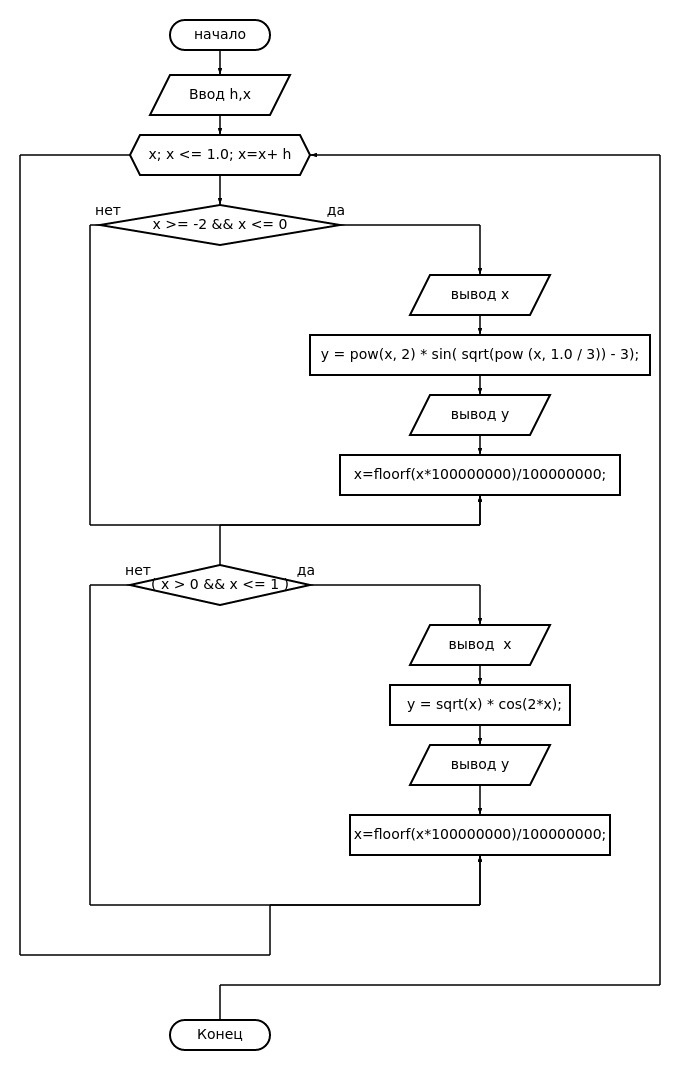 начало
Ввод h,x
x; x <= 1.0; x=x+ h
нет
да
x >= -2 && x <= 0
вывод x
y = pow(x, 2) * sin( sqrt(pow (x, 1.0 / 3)) - 3);
вывод y
x=floorf(x*100000000)/100000000;
нет
да
( x > 0 && x <= 1 )
вывод  x
y = sqrt(x) * cos(2*x);
вывод y
x=floorf(x*100000000)/100000000;
Конец